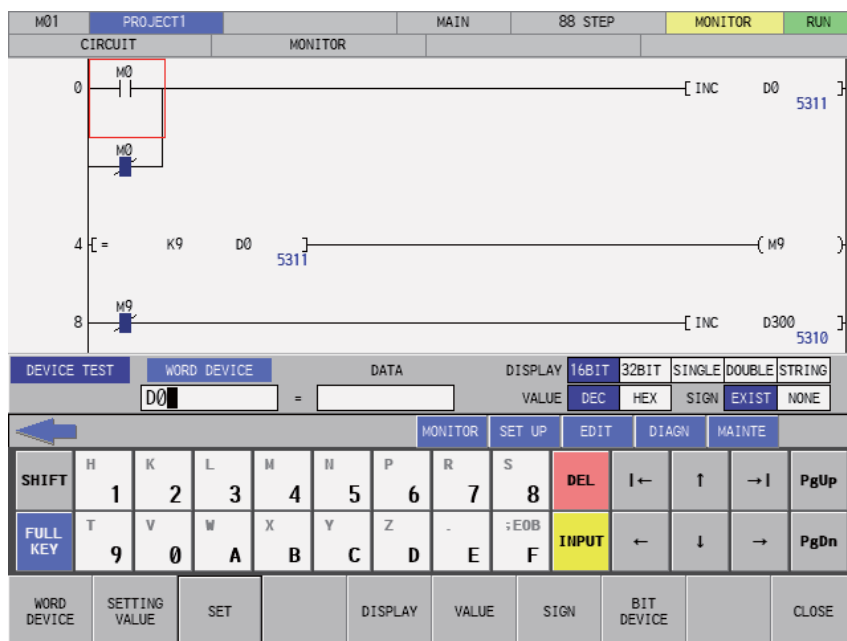 M01 PROJECT1 MAIN 88 STEP MONITOR RUN
CIRCUIT MONITOR
M0
0 [ INC D0 ]
5311
M0
4 [ = K9 D0 ] ( M9 )
5311
M9
8 [ INC D300 ]
5310
DEVICE TEST WORD DEVICE DATA DISPLAY 16BIT 32BIT SINGLE DOUBLE STRING
D0 = VALUE DEC HEX SIGN EXIST NONE
MONITOR SET UP EDIT DIAGN MAINTE
SHIFT H 1 K 2 L 3 M 4 N 5 P 6 R 7 S 8 DEL |← ↑ →| PgUp
FULL KEY T 9 V 0 W A X B Y C Z D - E ;EOB F INPUT ← ↓ → PgDn
WORD DEVICE SETTING VALUE SET DISPLAY VALUE SIGN BIT DEVICE CLOSE